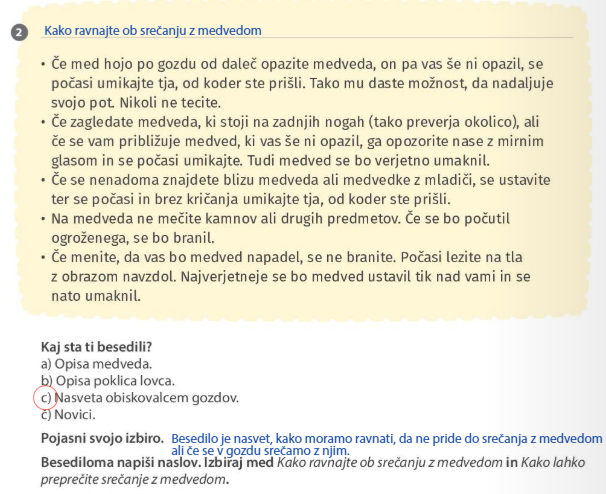 2 Kako ravnajte ob srečanju z medvedom
• Če med hojo po gozdu od daleč opazite medveda, on pa vas še ni opazil, se
počasi umikajte tja, od koder ste prišli. Tako mu daste možnost, da nadaljuje
svojo pot. Nikoli ne tecite.
• Če zagledate medveda, ki stoji na zadnjih nogah (tako preverja okolico), ali
če se vam približuje medved, ki vas še ni opazil, ga opozorite nase z mirnim
glasom in se počasi umikajte. Tudi medved se bo verjetno umaknil.
• Če se nenadoma znajdete blizu medveda ali medvedke z mladiči, se ustavite
ter se počasi in brez kričanja umikajte tja, od koder ste prišli.
• Na medveda ne mečite kamnov ali drugih predmetov. Če se bo počutil
ogroženega, se bo branil.
• Če menite, da vas bo medved napadel, se ne branite. Počasi lezite na tla
z obrazom navzdol. Najverjetneje se bo medved ustavil tik nad vami in se
nato umaknil.
Kaj sta ti besedili?
a) Opisa medveda.
b) Opisa poklica lovca.
c) Nasveta obiskovalcem gozdov.
č) Novici.
Pojasni svojo izbiro. Besedilo je nasvet, kako moramo ravnati, da ne pride do srečanja z medvedom
ali če se v gozdu srečamo z njim.
Besediloma napiši naslov. Izbiraj med Kako ravnajte ob srečanju z medvedom in Kako lahko
preprečite srečanje z medvedom.